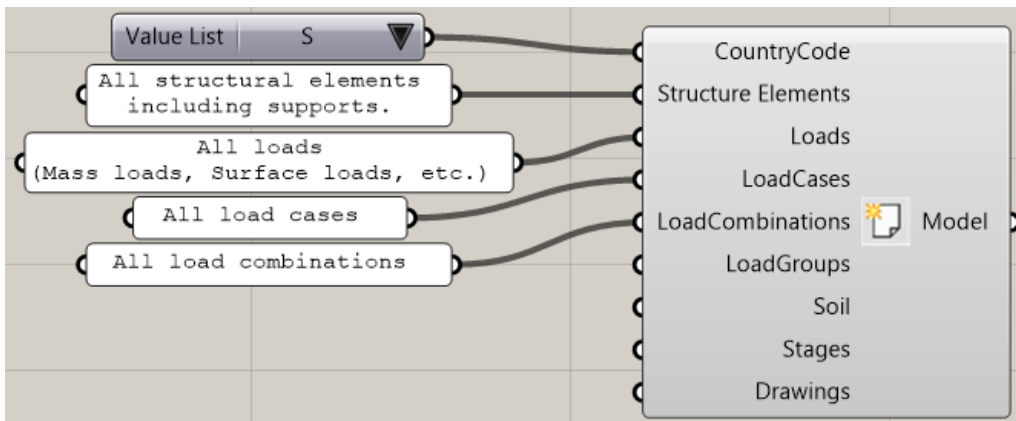 Value List S
All structural elements
including supports.
All loads
(Mass loads, Surface loads, etc.)
All load cases
All load combinations
CountryCode
Structure Elements
Loads
LoadCases
LoadCombinations
LoadGroups
Soil
Stages
Drawings
Model